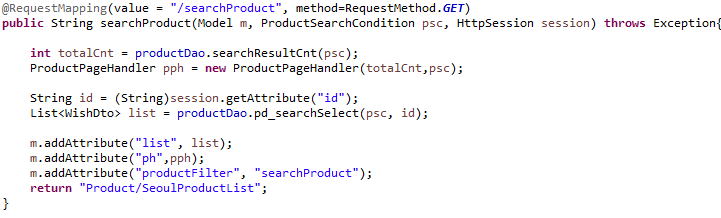 @RequestMapping(value = "/searchProduct", method=RequestMethod.GET)
public String searchProduct(Model m, ProductSearchCondition psc, HttpSession session) throws Exception{
int totalCnt = productDao.searchResultCnt(psc);
ProductPageHandler pph = new ProductPageHandler(totalCnt,psc);
String id = (String)session.getAttribute("id");
List<WishDto> list = productDao.pd_searchSelect(psc, id);
m.addAttribute("list", list);
m.addAttribute("ph",pph);
m.addAttribute("productFilter", "searchProduct");
return "Product/SeoulProductList";
}